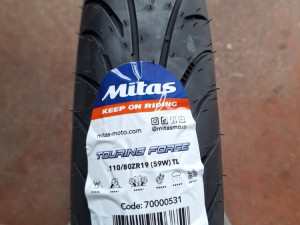 Mitas
KEEP ON RIDING
mitas-moto.com
@mitasmoto
TOURING FORCE
110/80ZR19 (59W) TL
Code: 70000531